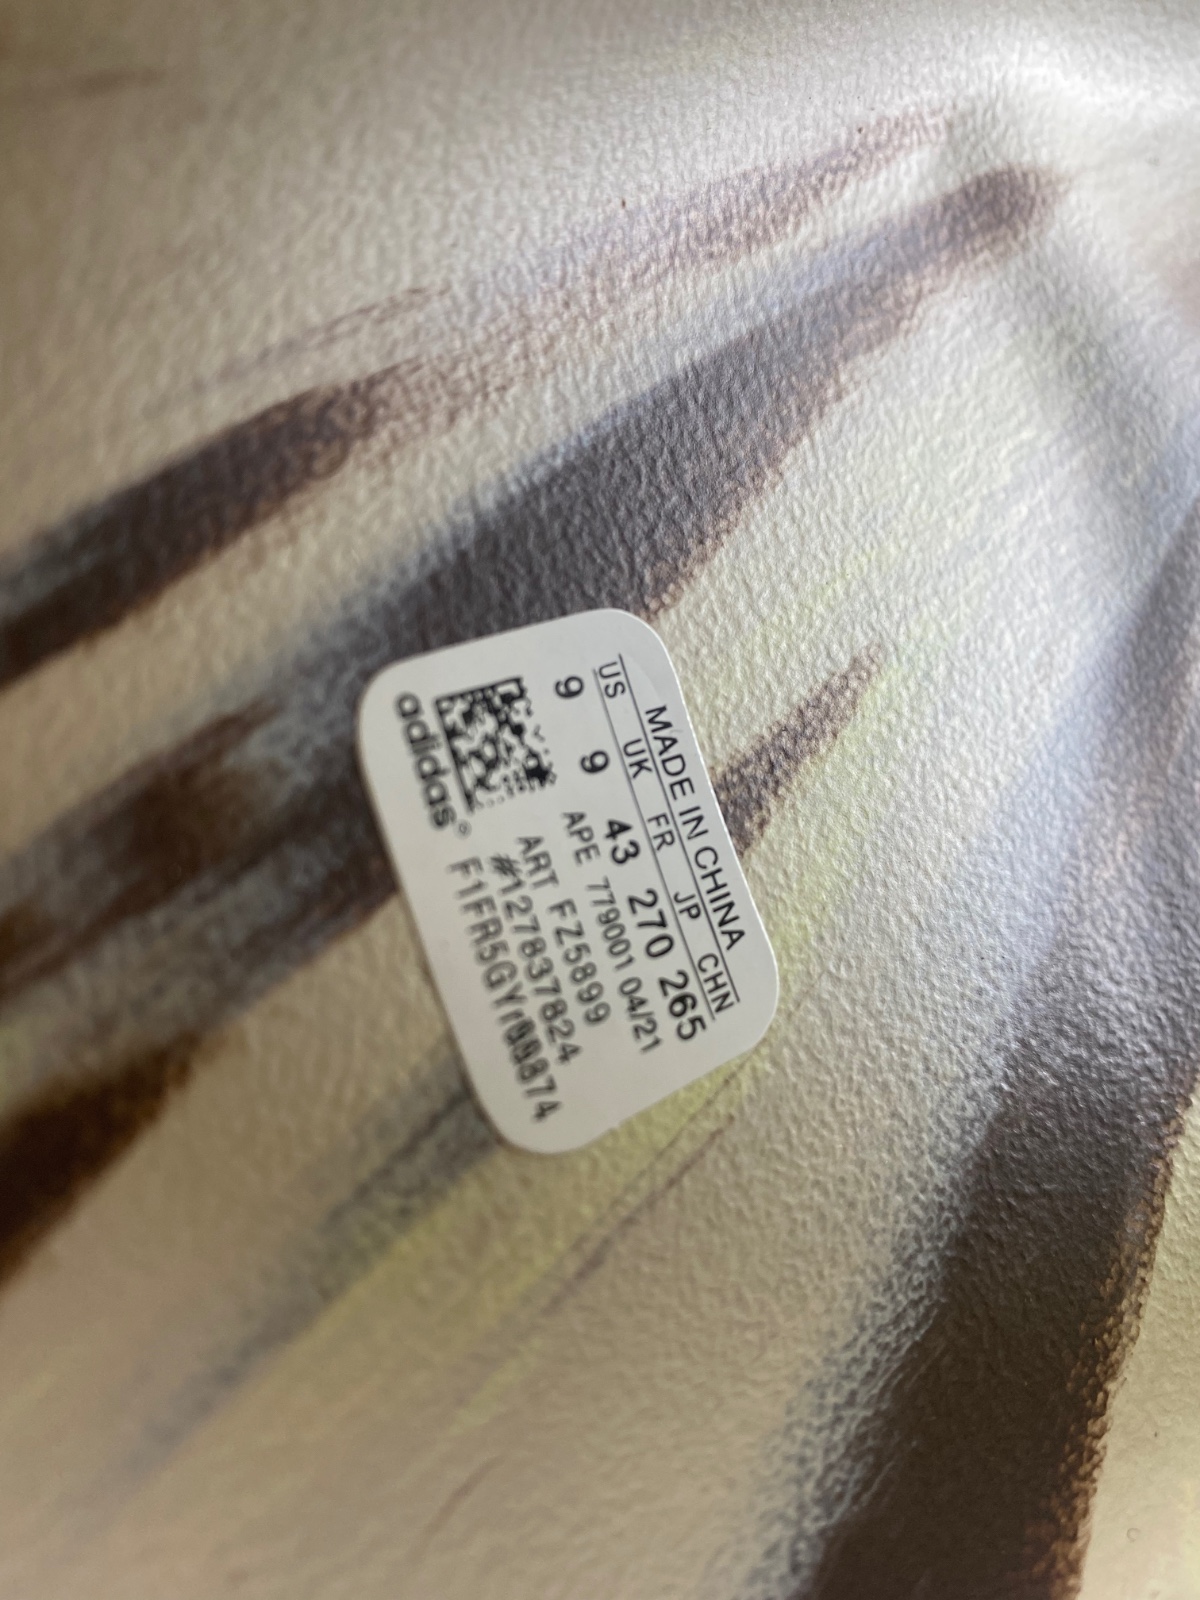 MADE IN CHINA
US UK FR JP CHN
9 9 43 270 265
APE 779001 04/21
ART FZ5899
#127837824
adidas